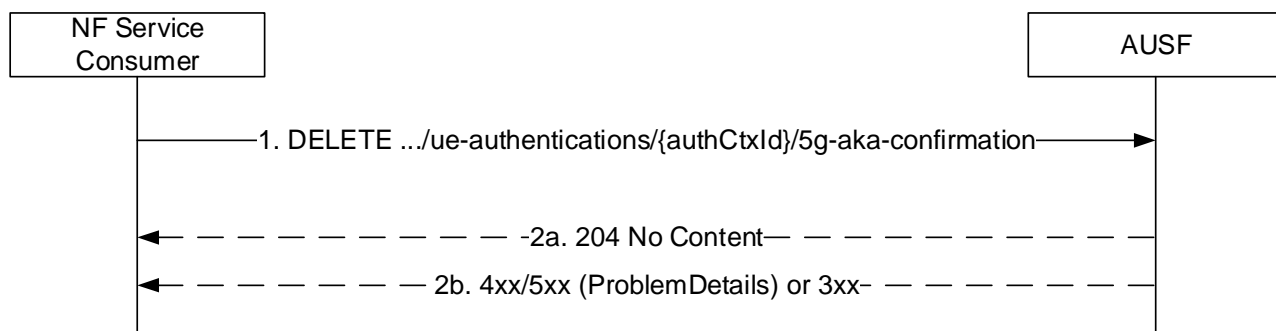 NF Service
Consumer
AUSF
1. DELETE .../ue-authentications/{authCtxId}/5g-aka-confirmation
2a. 204 No Content
2b. 4xx/5xx (ProblemDetails) or 3xx